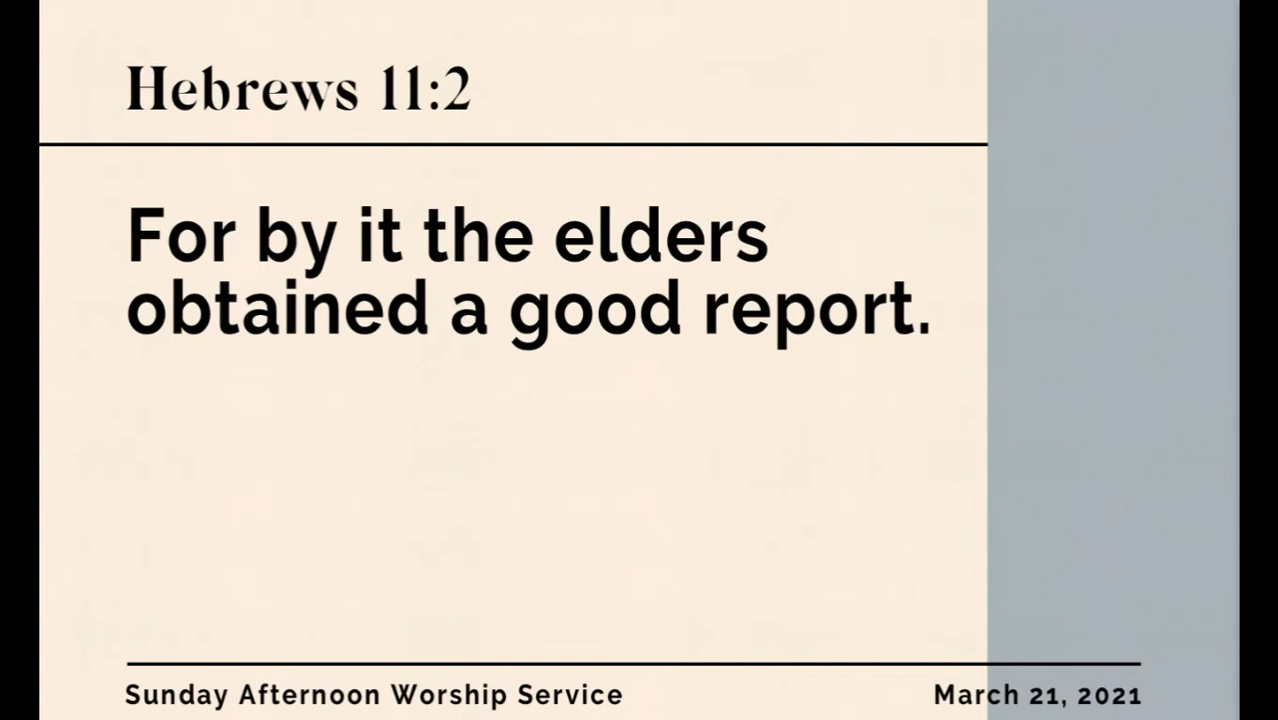 Hebrews 11:2
For by it the elders
obtained a good report.
Sunday Afternoon Worship Service
March 21, 2021